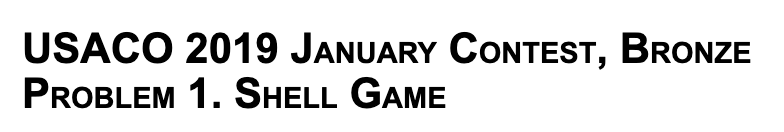 USACO 2019 January Contest, Bronze
Problem 1. Shell Game